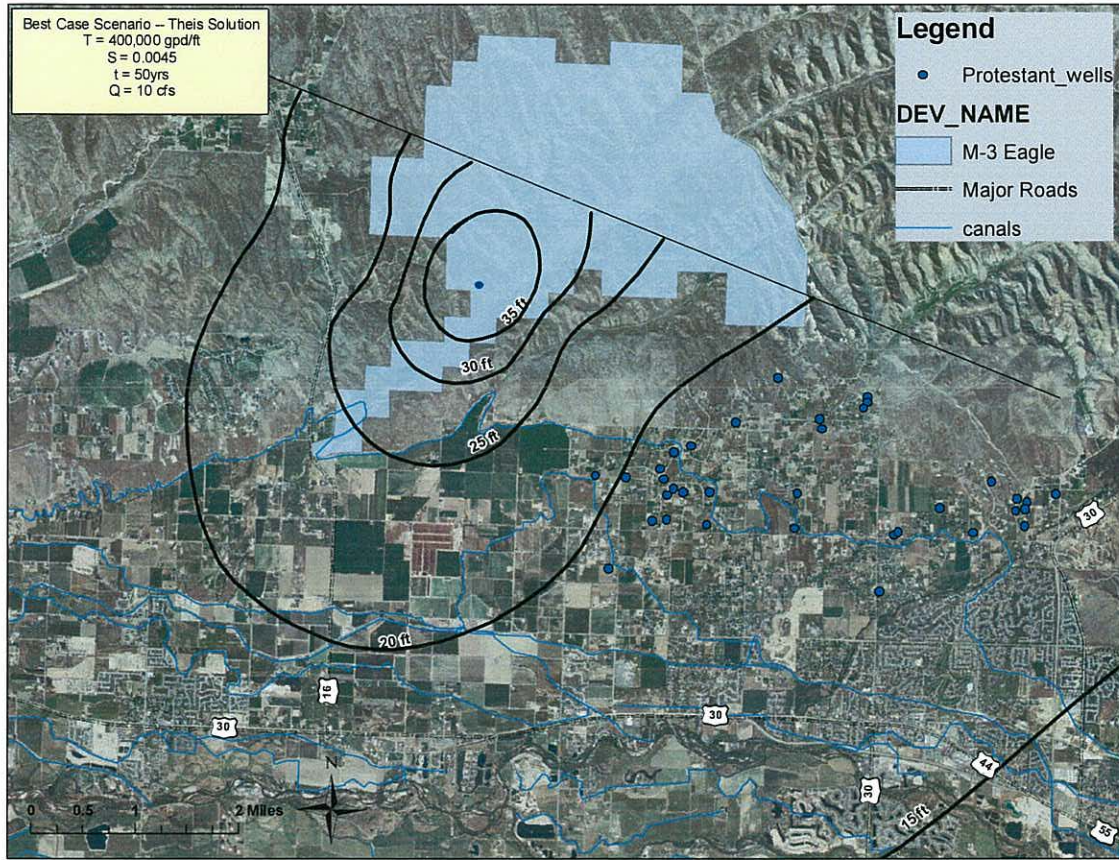 Best Case Scenario -- Theis Solution
T = 400,000 gpd/ft
S = 0.0045
t = 50yrs
Q = 10 cfs
Legend
Protestant_wells
DEV_NAME
M-3 Eagle
Major Roads
canals
35 ft
30 ft
25 ft
20 ft
15 ft
30
16
30
30
30
44
55
N
0 0.5 1 2 Miles